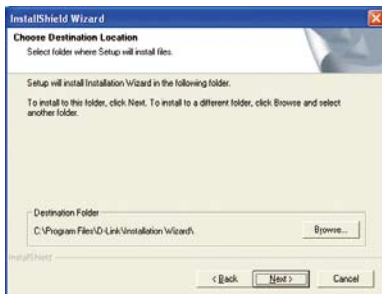 InstallShield Wizard
Choose Destination Location
Select folder where Setup will install files.
Setup will install Installation Wizard in the following folder.
To install to this folder, click Next. To install to a different folder, click Browse and select
another folder.
Destination Folder
C:\Program Files\D-Link\Installation Wizard\
Browse...
InstallShield
< Back
Next >
Cancel